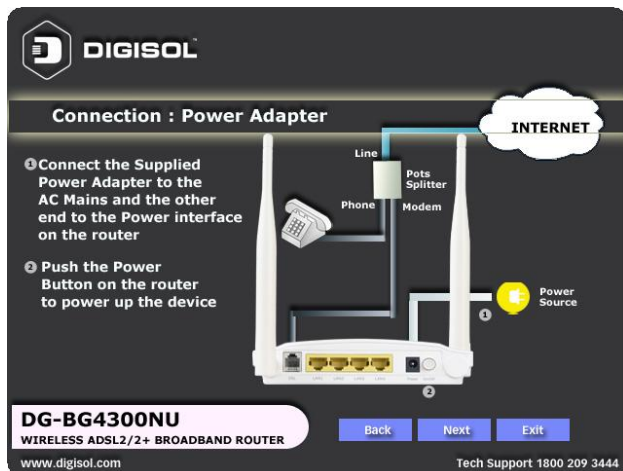 DIGISOL
Connection : Power Adapter
INTERNET
1 Connect the Supplied
Power Adapter to the
AC Mains and the other
end to the Power interface
on the router
2 Push the Power
Button on the router
to power up the device
Line
Pots
Splitter
Phone
Modem
Power
Source
1
2
DG-BG4300NU
WIRELESS ADSL2/2+ BROADBAND ROUTER
Back
Next
Exit
www.digisol.com
Tech Support 1800 209 3444